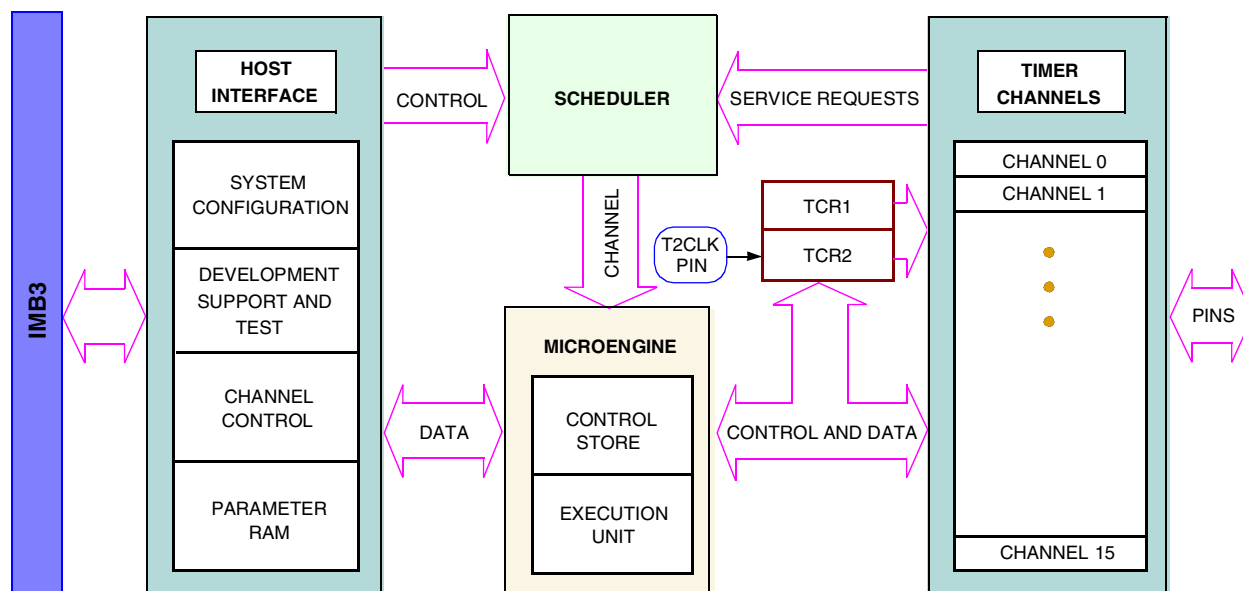 IMB3
HOST
INTERFACE
SYSTEM
CONFIGURATION
DEVELOPMENT
SUPPORT AND
TEST
CHANNEL
CONTROL
PARAMETER
RAM
CONTROL
SCHEDULER
SERVICE REQUESTS
CHANNEL
T2CLK
PIN
TCR1
TCR2
DATA
MICROENGINE
CONTROL
STORE
EXECUTION
UNIT
CONTROL AND DATA
TIMER
CHANNELS
CHANNEL 0
CHANNEL 1
CHANNEL 15
PINS